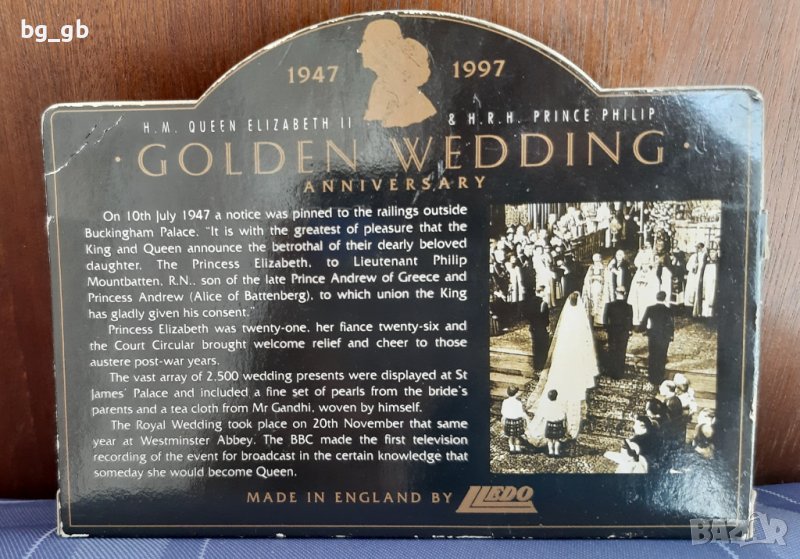 bg_gb
1947 1997
H.M. QUEEN ELIZABETH II & H.R.H. PRINCE PHILIP
· GOLDEN WEDDING ·
ANNIVERSARY
On 10th July 1947 a notice was pinned to the railings outside
Buckingham Palace. "It is with the greatest of pleasure that the
King and Queen announce the betrothal of their dearly beloved
daughter. The Princess Elizabeth. to Lieutenant Philip
Mountbatten. R.N.. son of the late Prince Andrew of Greece and
Princess Andrew (Alice of Battenberg). to which union the King
has gladly given his consent."
Princess Elizabeth was twenty-one. her fiance twenty-six and
the Court Circular brought welcome relief and cheer to those
austere post-war years.
The vast array of 2,500 wedding presents were displayed at St
James' Palace and included a fine set of pearls from the bride's
parents and a tea cloth from Mr Gandhi, woven by himself.
The Royal Wedding took place on 20th November that same
year at Westminster Abbey. The BBC made the first television
recording of the event for broadcast in the certain knowledge that
someday she would become Queen.
MADE IN ENGLAND BY LLEDO
BAZAR